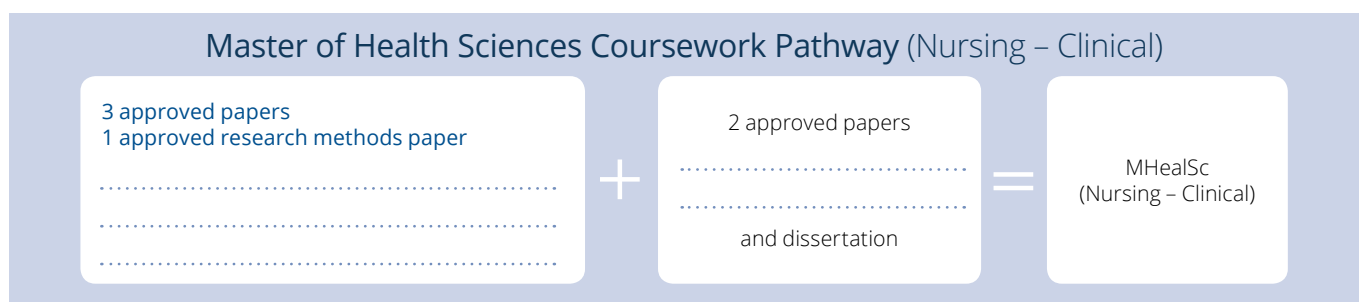 Master of Health Sciences Coursework Pathway (Nursing – Clinical)
3 approved papers
1 approved research methods paper
+
2 approved papers
and dissertation
=
MHealSc
(Nursing – Clinical)